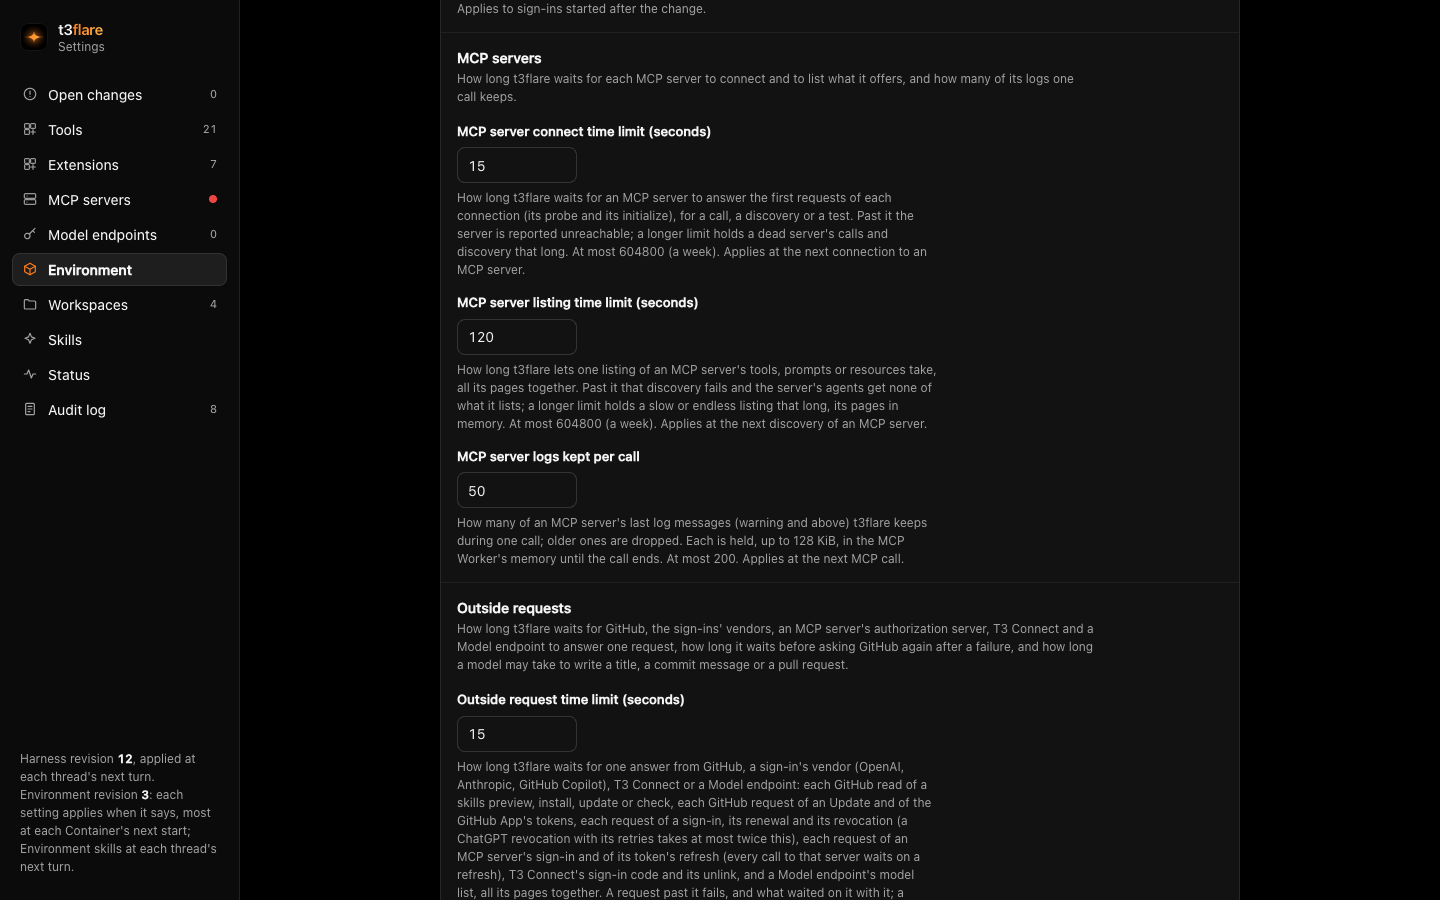 t3flare
Settings
Open changes 0
Tools 21
Extensions 7
MCP servers
Model endpoints 0
Environment
Workspaces 4
Skills
Status
Audit log 8
Harness revision 12, applied at
each thread's next turn.
Environment revision 3: each
setting applies when it says, most
at each Container's next start;
Environment skills at each thread's
next turn.
Applies to sign-ins started after the change.
MCP servers
How long t3flare waits for each MCP server to connect and to list what it offers, and how many of its logs one
call keeps.
MCP server connect time limit (seconds)
15
How long t3flare waits for an MCP server to answer the first requests of each
connection (its probe and its initialize), for a call, a discovery or a test. Past it the
server is reported unreachable; a longer limit holds a dead server's calls and
discovery that long. At most 604800 (a week). Applies at the next connection to an
MCP server.
MCP server listing time limit (seconds)
120
How long t3flare lets one listing of an MCP server's tools, prompts or resources take,
all its pages together. Past it that discovery fails and the server's agents get none of
what it lists; a longer limit holds a slow or endless listing that long, its pages in
memory. At most 604800 (a week). Applies at the next discovery of an MCP server.
MCP server logs kept per call
50
How many of an MCP server's last log messages (warning and above) t3flare keeps
during one call; older ones are dropped. Each is held, up to 128 KiB, in the MCP
Worker's memory until the call ends. At most 200. Applies at the next MCP call.
Outside requests
How long t3flare waits for GitHub, the sign-ins' vendors, an MCP server's authorization server, T3 Connect and a
Model endpoint to answer one request, how long it waits before asking GitHub again after a failure, and how long
a model may take to write a title, a commit message or a pull request.
Outside request time limit (seconds)
15
How long t3flare waits for one answer from GitHub, a sign-in's vendor (OpenAI,
Anthropic, GitHub Copilot), T3 Connect or a Model endpoint: each GitHub read of a
skills preview, install, update or check, each GitHub request of an Update and of the
GitHub App's tokens, each request of a sign-in, its renewal and its revocation (a
ChatGPT revocation with its retries takes at most twice this), each request of an
MCP server's sign-in and of its token's refresh (every call to that server waits on a
refresh), T3 Connect's sign-in code and its unlink, and a Model endpoint's model
list, all its pages together. A request past it fails, and what waited on it with it; a